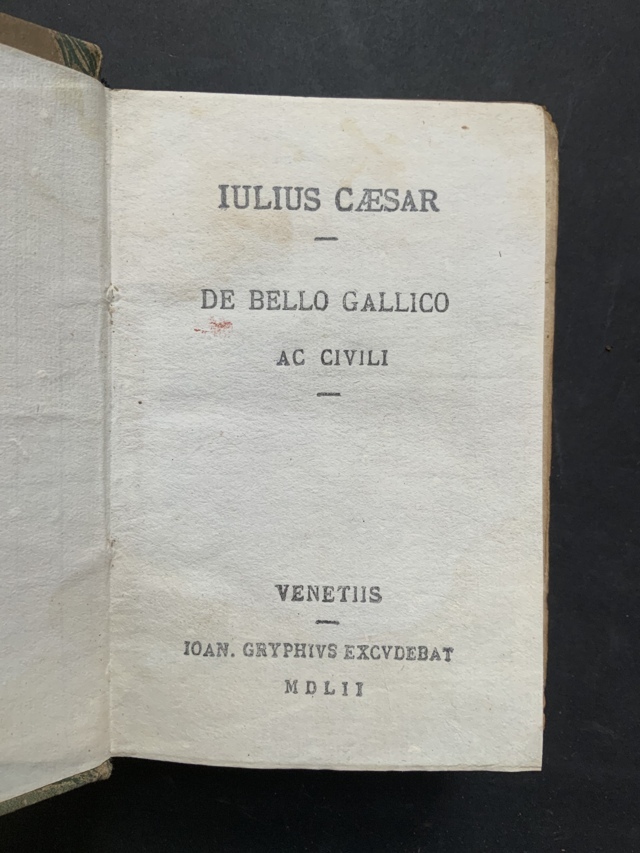 IULIUS CÆSAR
DE BELLO GALLICO
AC CIVILI
VENETIIS
IOAN. GRYPHIVS EXCVDEBAT
MDLII